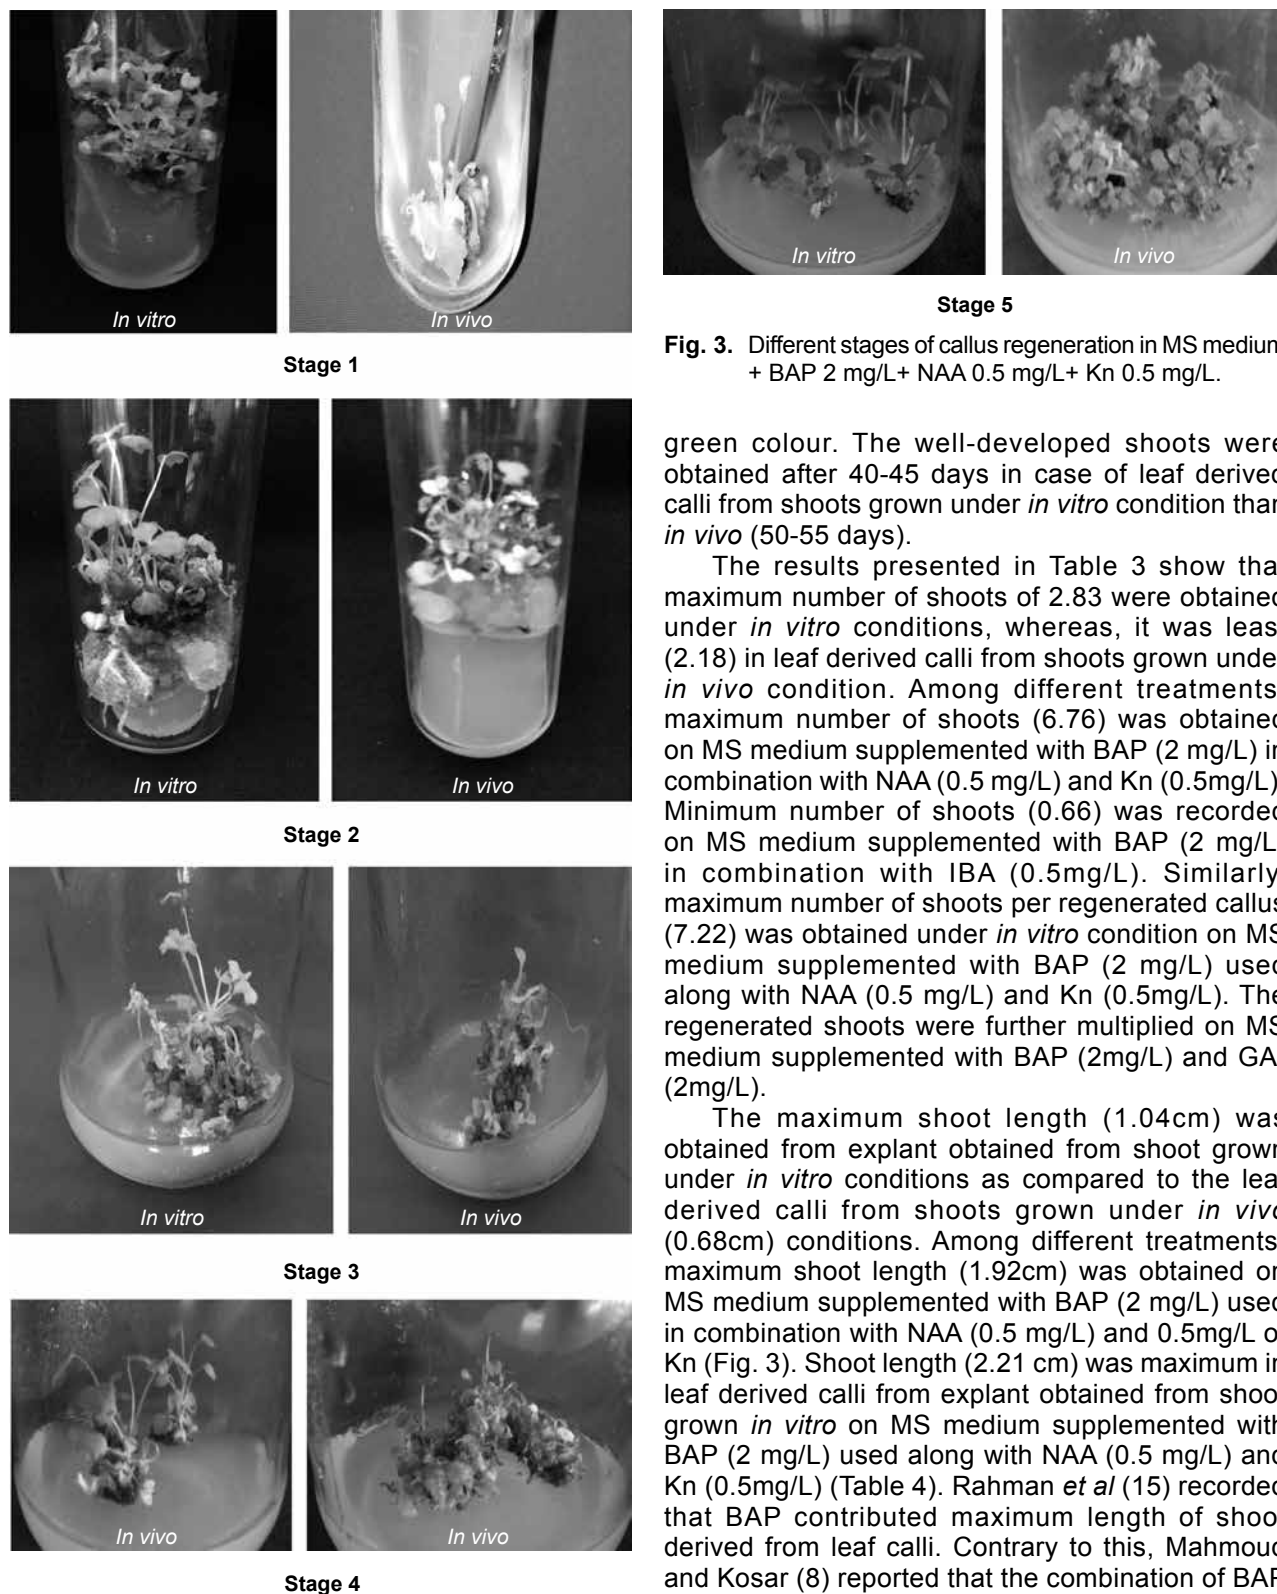 In vitro
In vivo
Stage 1
In vitro
In vivo
Stage 2
In vitro
In vivo
Stage 3
In vivo
In vivo
Stage 4
In vitro
In vivo
Stage 5
Fig. 3. Different stages of callus regeneration in MS medium
+ BAP 2 mg/L+ NAA 0.5 mg/L+ Kn 0.5 mg/L.
green colour. The well-developed shoots were
obtained after 40-45 days in case of leaf derived
calli from shoots grown under in vitro condition than
in vivo (50-55 days).
The results presented in Table 3 show tha
maximum number of shoots of 2.83 were obtained
under in vitro conditions, whereas, it was leas
(2.18) in leaf derived calli from shoots grown unde
in vivo condition. Among different treatments
maximum number of shoots (6.76) was obtained
on MS medium supplemented with BAP (2 mg/L) in
combination with NAA (0.5 mg/L) and Kn (0.5mg/L)
Minimum number of shoots (0.66) was recorded
on MS medium supplemented with BAP (2 mg/L
in combination with IBA (0.5mg/L). Similarly
maximum number of shoots per regenerated callus
(7.22) was obtained under in vitro condition on MS
medium supplemented with BAP (2 mg/L) used
along with NAA (0.5 mg/L) and Kn (0.5mg/L). The
regenerated shoots were further multiplied on MS
medium supplemented with BAP (2mg/L) and GA
(2mg/L).
The maximum shoot length (1.04cm) was
obtained from explant obtained from shoot grown
under in vitro conditions as compared to the lea
derived calli from shoots grown under in vivo
(0.68cm) conditions. Among different treatments
maximum shoot length (1.92cm) was obtained on
MS medium supplemented with BAP (2 mg/L) used
in combination with NAA (0.5 mg/L) and 0.5mg/L o
Kn (Fig. 3). Shoot length (2.21 cm) was maximum in
leaf derived calli from explant obtained from shoo
grown in vitro on MS medium supplemented with
BAP (2 mg/L) used along with NAA (0.5 mg/L) and
Kn (0.5mg/L) (Table 4). Rahman et al (15) recorded
that BAP contributed maximum length of shoo
derived from leaf calli. Contrary to this, Mahmoud
and Kosar (8) reported that the combination of BAP